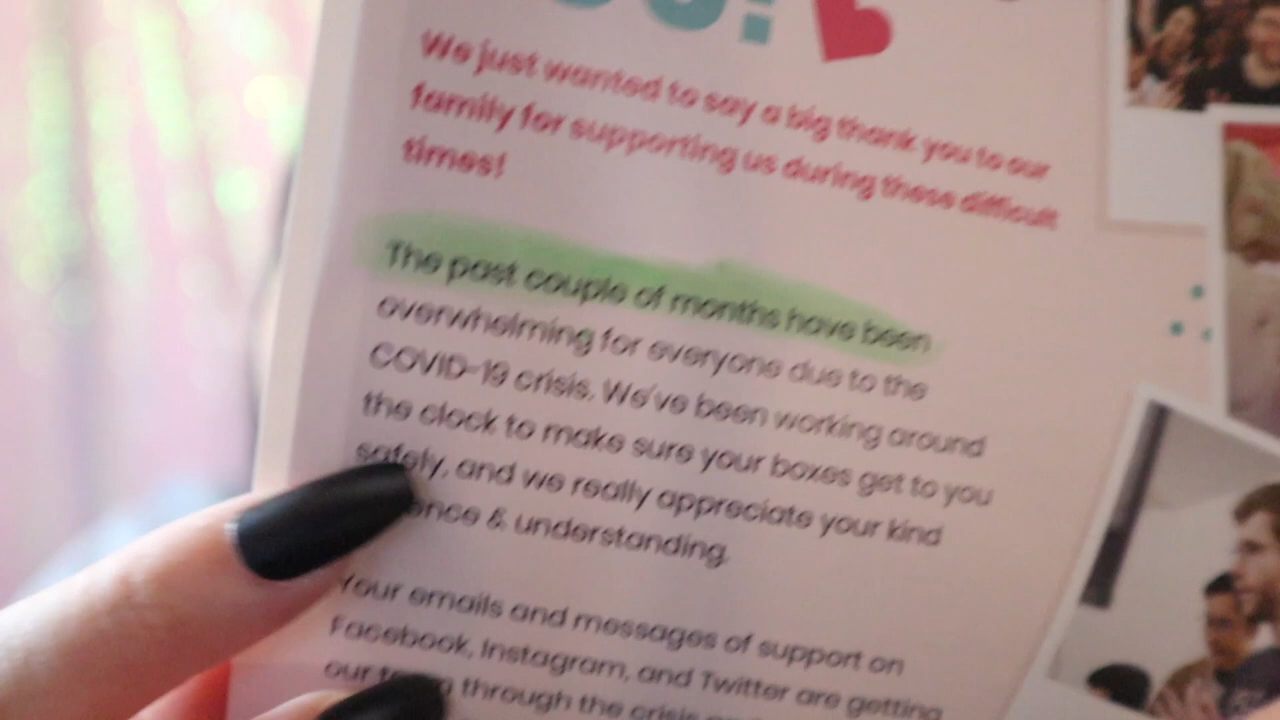 We just wanted to say a big thank you to our
family for supporting us during these difficult
times!
The past couple of months have been
overwhelming for everyone due to the
COVID-19 crisis. We've been working around
the clock to make sure your boxes get to you
safely, and we really appreciate your kind
ence & understanding.
Your emails and messages of support on
Facebook, Instagram, and Twitter are getting
our through the crisis